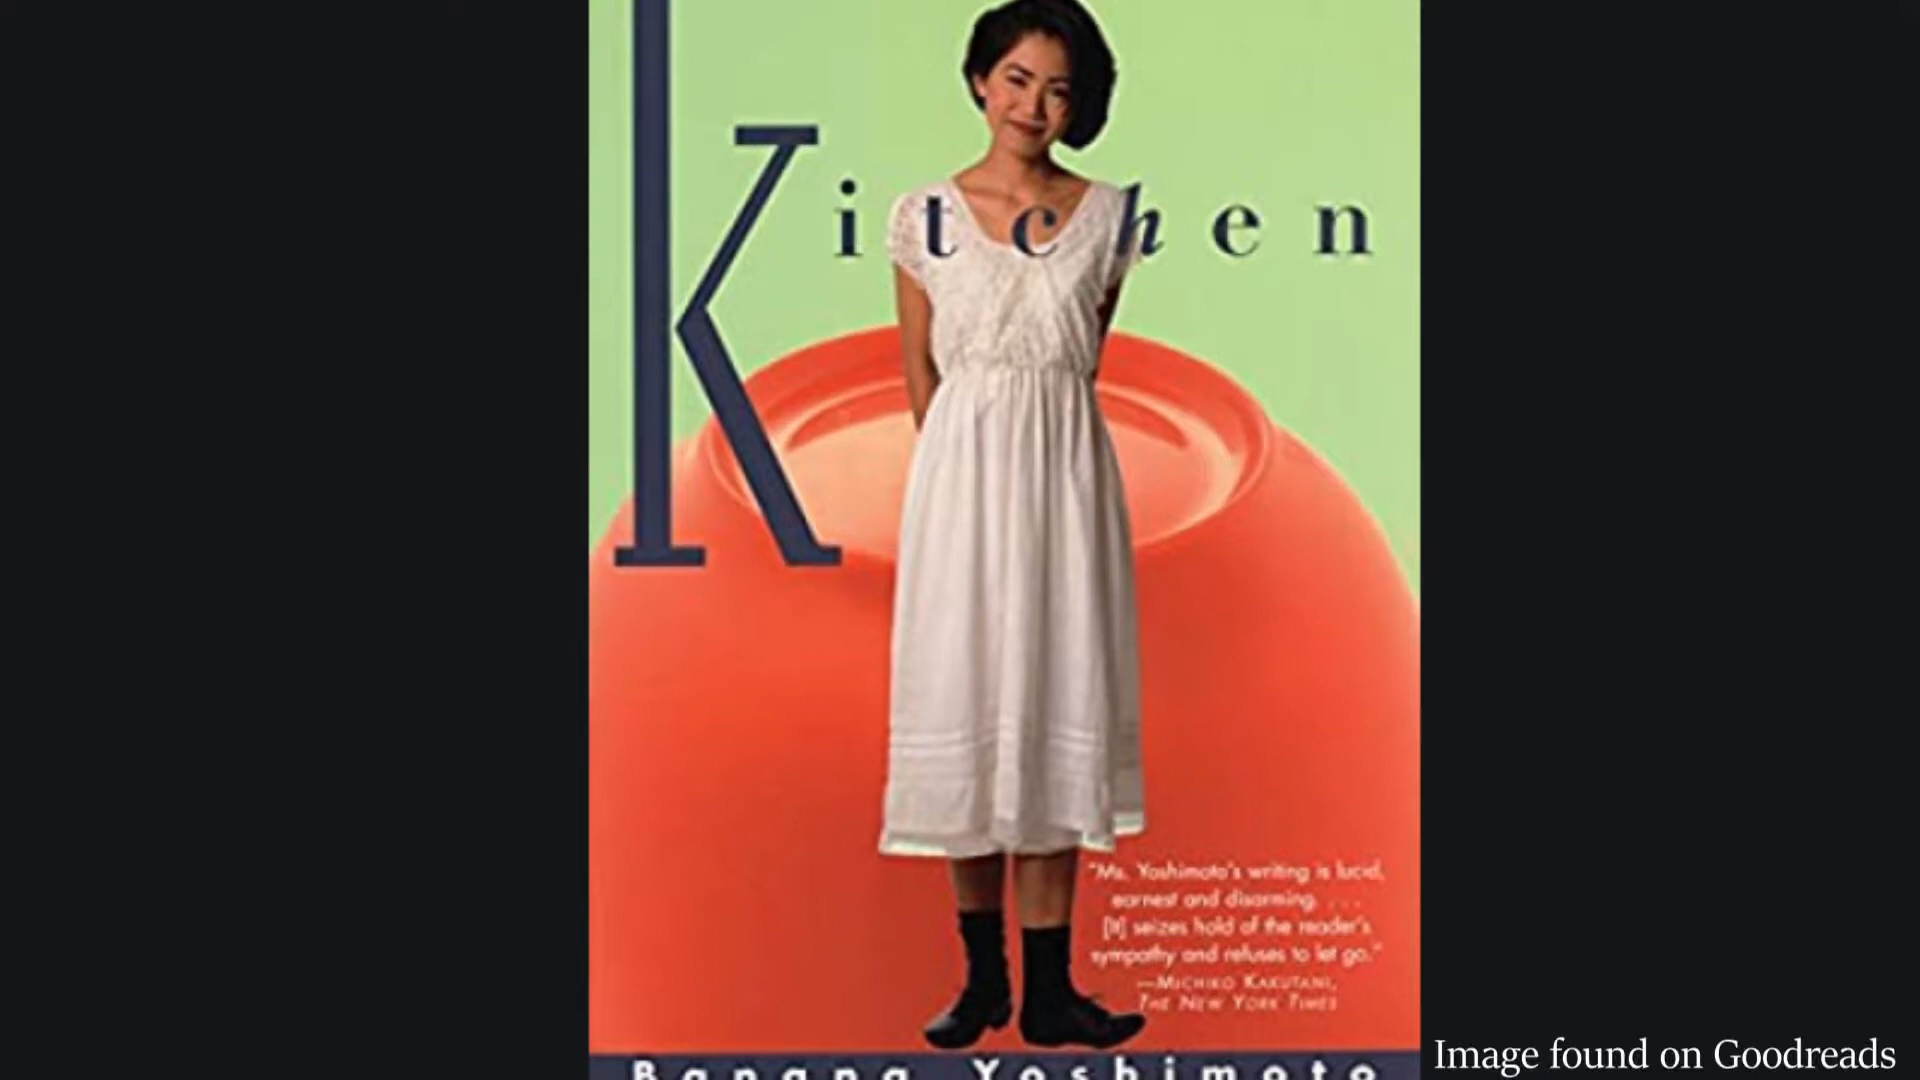 Kitchen
"Ms. Yoshimoto's writing is lucid,
earnest and disarming. . . .
[It] seizes hold of the reader's
sympathy and refuses to let go."
—MICHIKO KAKUTANI,
THE NEW YORK TIMES
Banana Yoshimoto
Image found on Goodreads